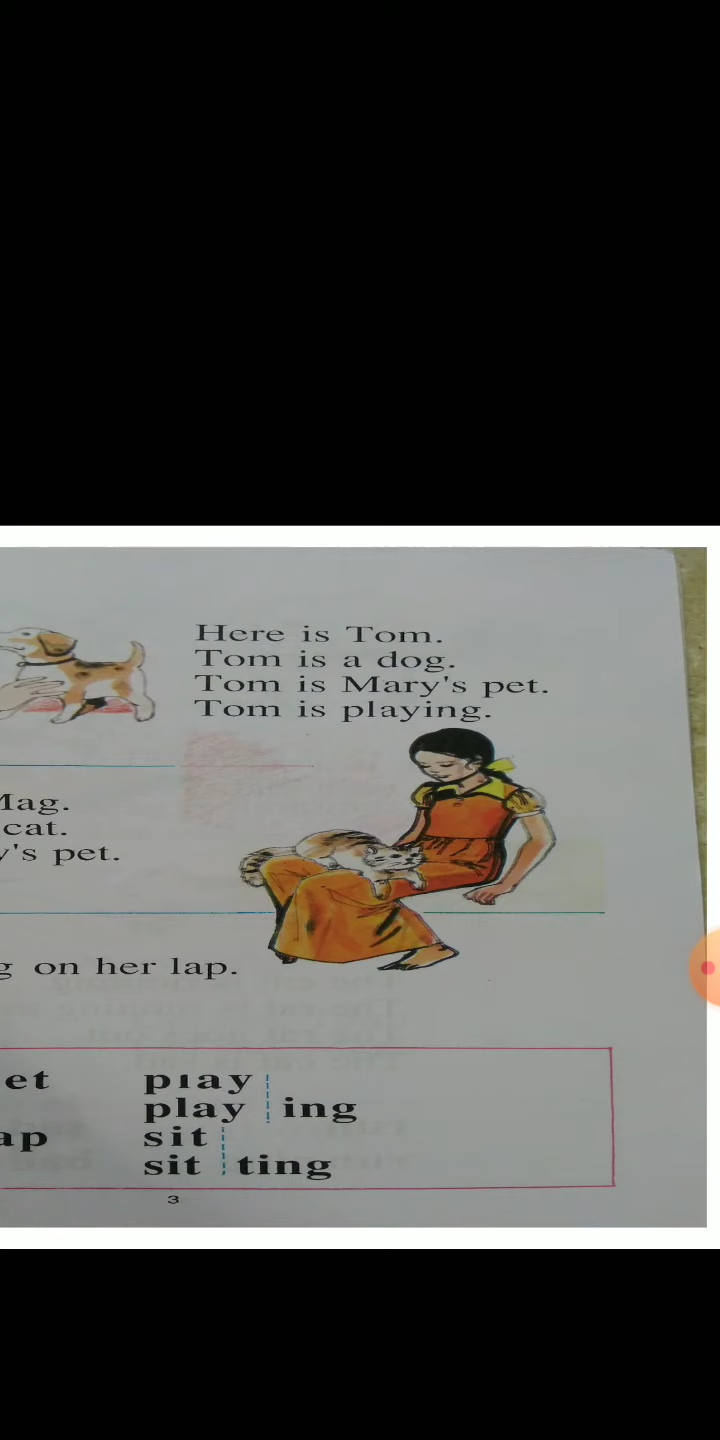 Here is Tom.
Tom is a dog.
Tom is Mary's pet.
Tom is playing.
Mag.
cat.
y's pet.
g on her lap.
et play
play ing
ap sit
sit ting
3